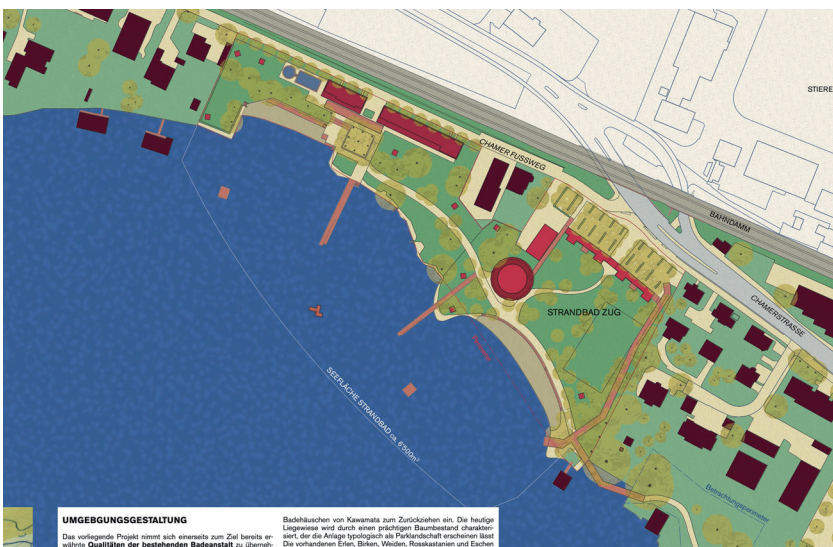 STIERE
CHAMER FUSSWEG
BAHNDAMM
CHAMERSTRASSE
STRANDBAD ZUG
SEEFLÄCHE STRANDBAD ca. 6'500m²
Betrachtungsperimeter
UMGEBGUNGSGESTALTUNG
Das vorliegende Projekt nimmt sich einerseits zum Ziel bereits er-
wähnte Qualitäten der bestehenden Badeanstalt zu überneh-
Badehäuschen von Kawamata zum Zurückziehen ein. Die heutige
Liegewiese wird durch einen prächtigen Baumbestand charakteri-
siert, der die Anlage typologisch als Parklandschaft erscheinen lässt
Die vorhandenen Erlen, Birken, Weiden, Rosskastanien und Eschen